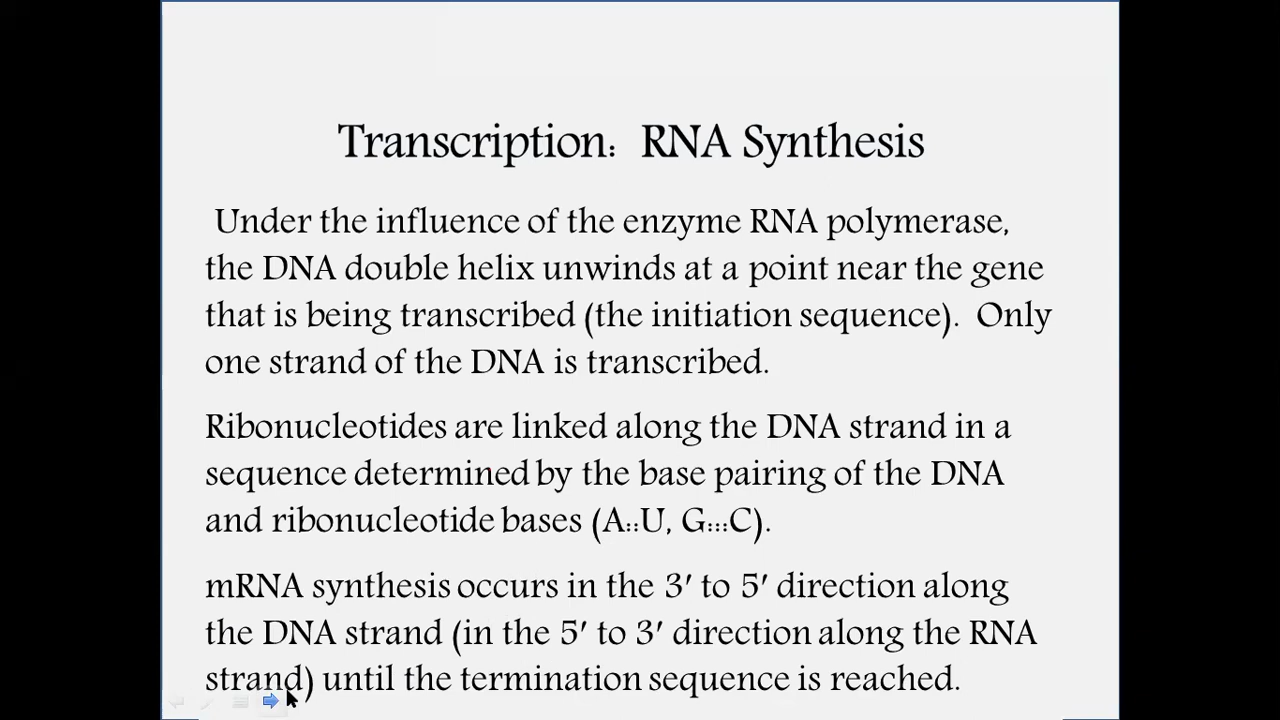 Transcription: RNA Synthesis
Under the influence of the enzyme RNA polymerase,
the DNA double helix unwinds at a point near the gene
that is being transcribed (the initiation sequence). Only
one strand of the DNA is transcribed.
Ribonucleotides are linked along the DNA strand in a
sequence determined by the base pairing of the DNA
and ribonucleotide bases (A::U, G:::C).
mRNA synthesis occurs in the 3′ to 5′ direction along
the DNA strand (in the 5′ to 3′ direction along the RNA
strand) until the termination sequence is reached.